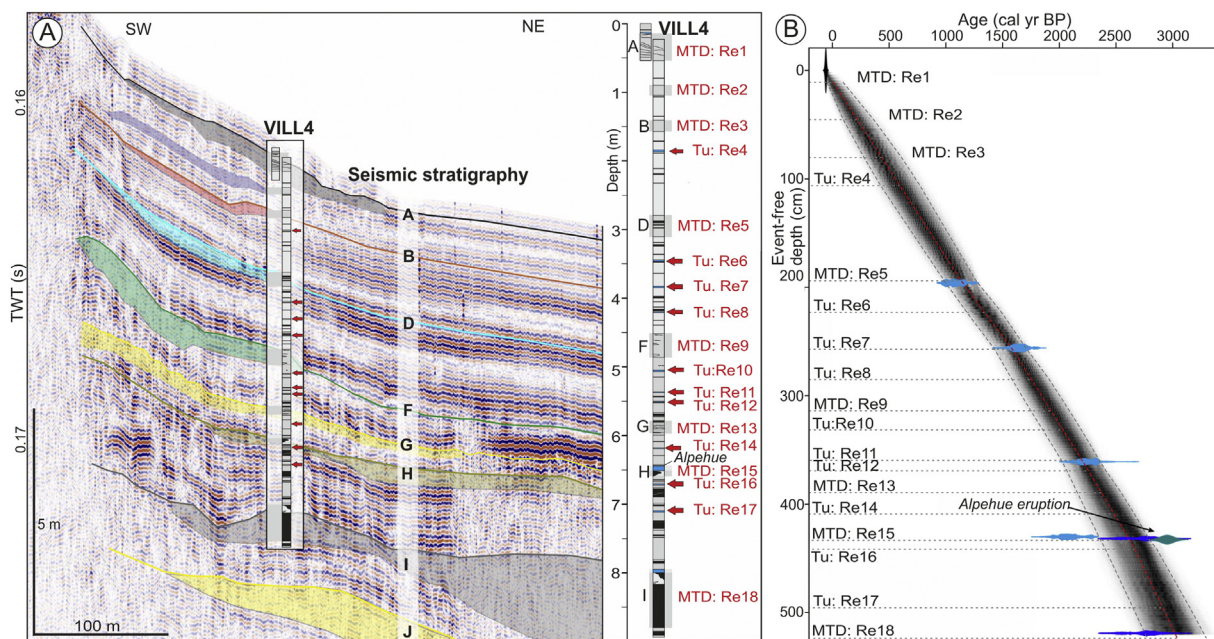 A
SW
NE
VILL4
Seismic stratigraphy
TWT (s)
0.16
0.17
5 m
100 m
A
B
D
F
G
H
I
J
VILL4
Depth (m)
0
1
2
3
4
5
6
7
8
A
B
D
F
G
H
I
MTD: Re1
MTD: Re2
MTD: Re3
Tu: Re4
MTD: Re5
Tu: Re6
Tu: Re7
Tu: Re8
MTD: Re9
Tu:Re10
Tu: Re11
Tu: Re12
MTD: Re13
Tu: Re14
Alpehue
MTD: Re15
Tu: Re16
Tu: Re17
MTD: Re18
B
Age (cal yr BP)
0 500 1000 1500 2000 2500 3000
Event-free
depth (cm)
0
100
200
300
400
500
MTD: Re1
MTD: Re2
MTD: Re3
Tu: Re4
MTD: Re5
Tu: Re6
Tu: Re7
Tu: Re8
MTD: Re9
Tu:Re10
Tu: Re11
Tu: Re12
MTD: Re13
Tu: Re14
Alpehue eruption
MTD: Re15
Tu: Re16
Tu: Re17
MTD: Re18